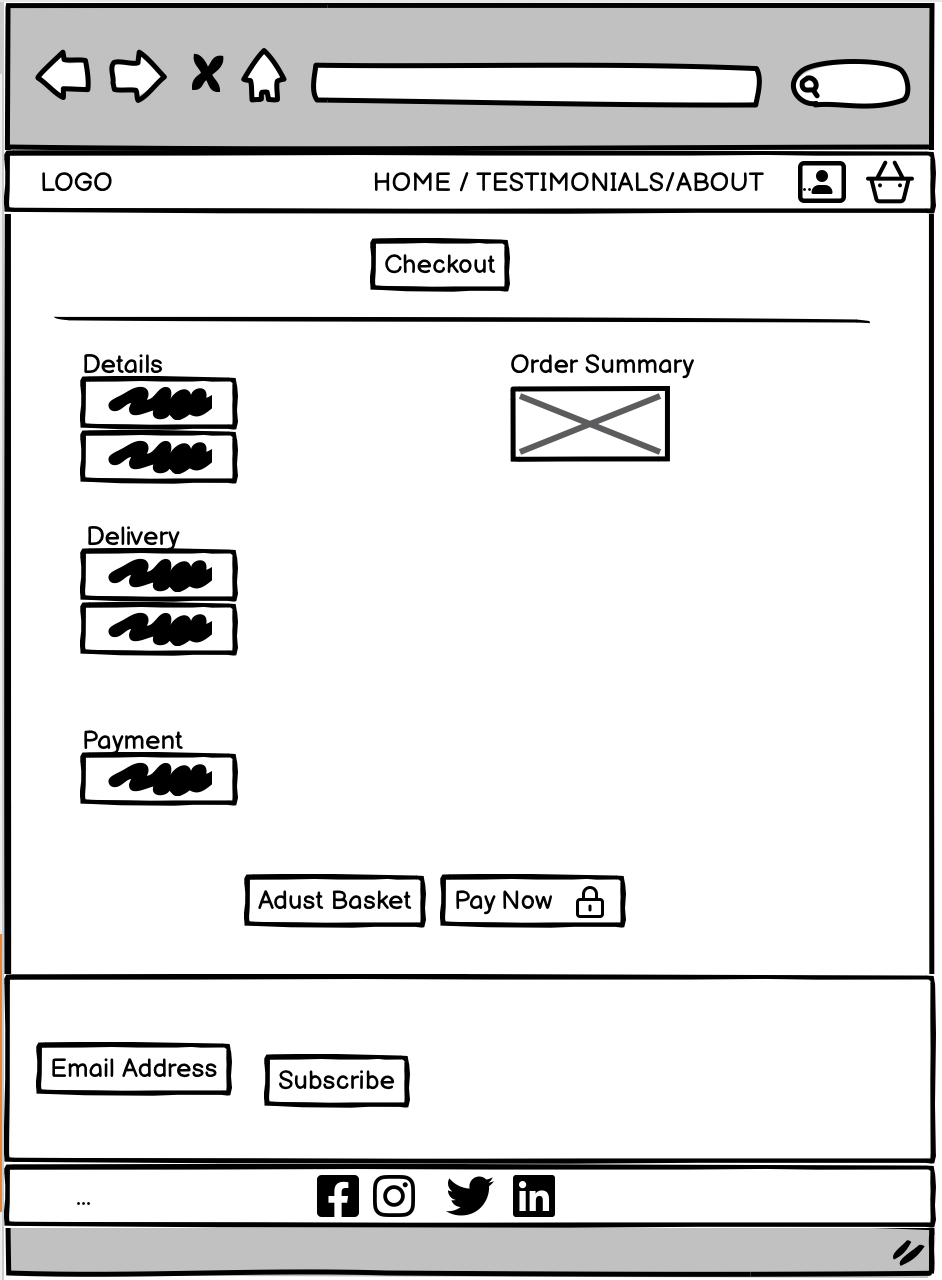 LOGO HOME / TESTIMONIALS/ABOUT
Checkout
Details
Order Summary
Delivery
Payment
Adust Basket
Pay Now
Email Address
Subscribe
...